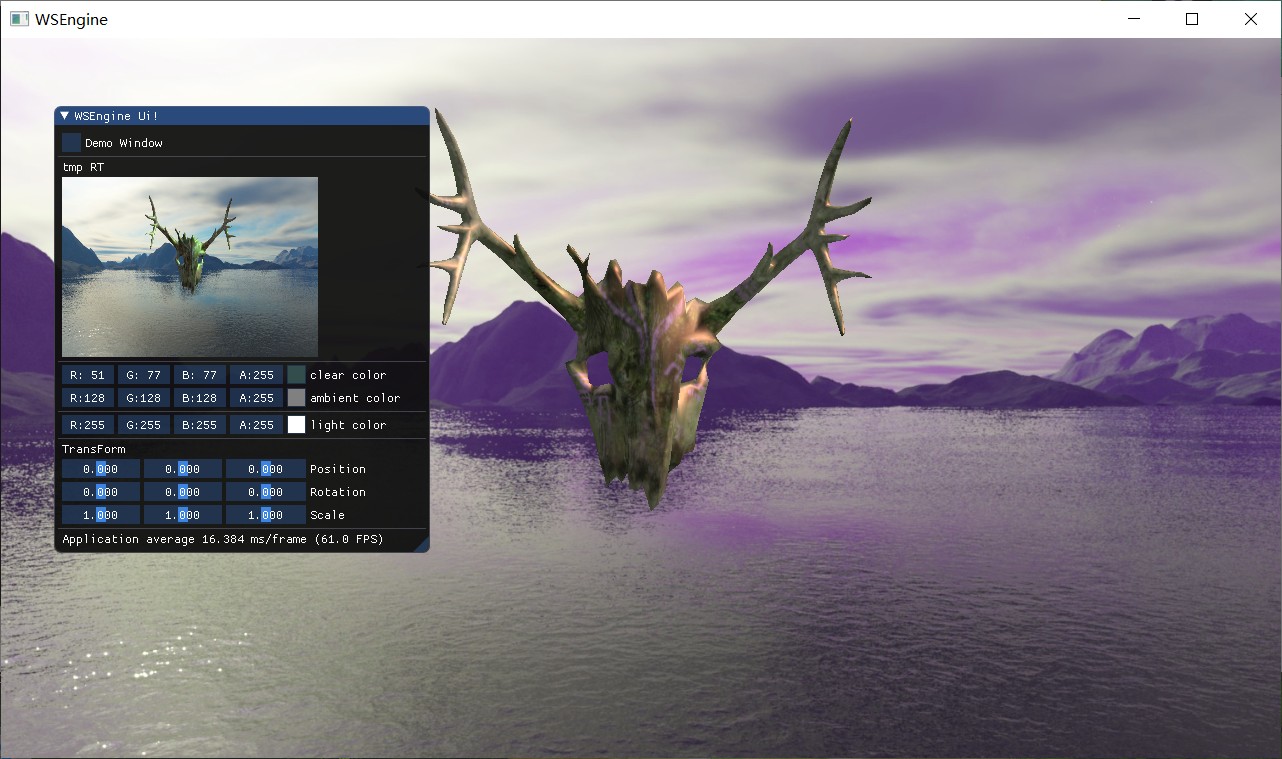 WSEngine
WSEngine Ui!
Demo Window
tmp RT
R: 51 G: 77 B: 77 A:255 clear color
R:128 G:128 B:128 A:255 ambient color
R:255 G:255 B:255 A:255 light color
TransForm
0.000 0.000 0.000 Position
0.000 0.000 0.000 Rotation
1.000 1.000 1.000 Scale
Application average 16.384 ms/frame (61.0 FPS)